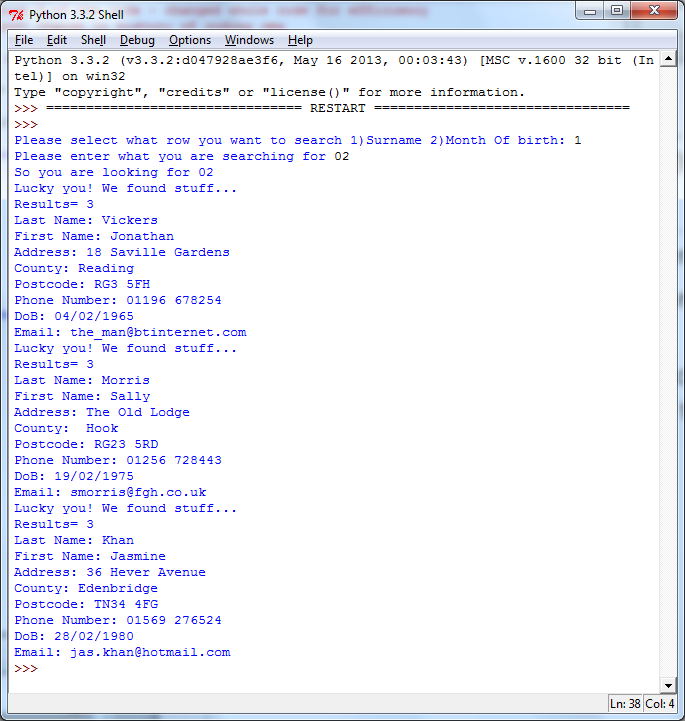 Python 3.3.2 Shell
File Edit Shell Debug Options Windows Help
Python 3.3.2 (v3.3.2:d047928ae3f6, May 16 2013, 00:03:43) [MSC v.1600 32 bit (In
tel)] on win32
Type "copyright", "credits" or "license()" for more information.
>>> ================================ RESTART ================================
>>>
Please select what row you want to search 1)Surname 2)Month Of birth: 1
Please enter what you are searching for 02
So you are looking for 02
Lucky you! We found stuff...
Results= 3
Last Name: Vickers
First Name: Jonathan
Address: 18 Saville Gardens
County: Reading
Postcode: RG3 5FH
Phone Number: 01196 678254
DoB: 04/02/1965
Email: the_man@btinternet.com
Lucky you! We found stuff...
Results= 3
Last Name: Morris
First Name: Sally
Address: The Old Lodge
County:  Hook
Postcode: RG23 5RD
Phone Number: 01256 728443
DoB: 19/02/1975
Email: smorris@fgh.co.uk
Lucky you! We found stuff...
Results= 3
Last Name: Khan
First Name: Jasmine
Address: 36 Hever Avenue
County: Edenbridge
Postcode: TN34 4FG
Phone Number: 01569 276524
DoB: 28/02/1980
Email: jas.khan@hotmail.com
>>>
Ln: 38 Col: 4